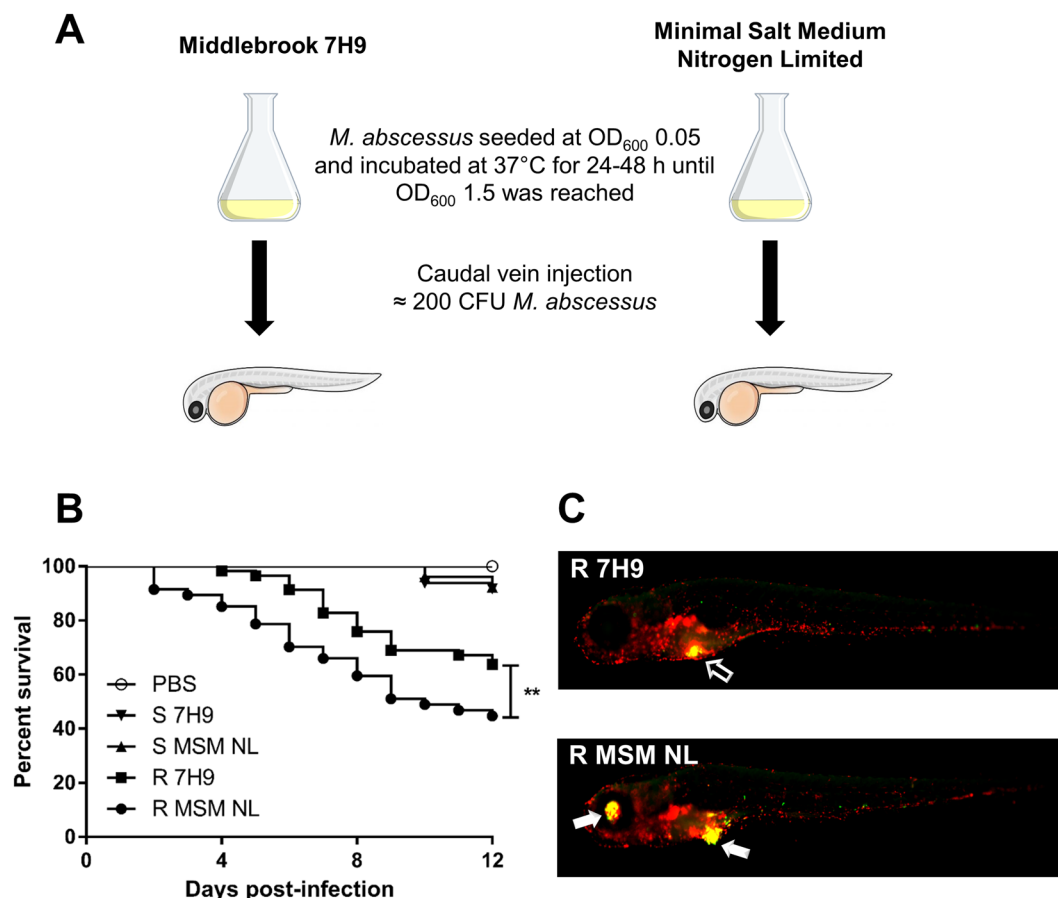 A
Middlebrook 7H9
Minimal Salt Medium
Nitrogen Limited
M. abscessus seeded at OD600 0.05
and incubated at 37°C for 24-48 h until
OD600 1.5 was reached
Caudal vein injection
≈ 200 CFU M. abscessus
B
Percent survival
100
80
60
40
20
0
PBS
S 7H9
S MSM NL
R 7H9
R MSM NL
**
0
4
8
12
Days post-infection
C
R 7H9
R MSM NL